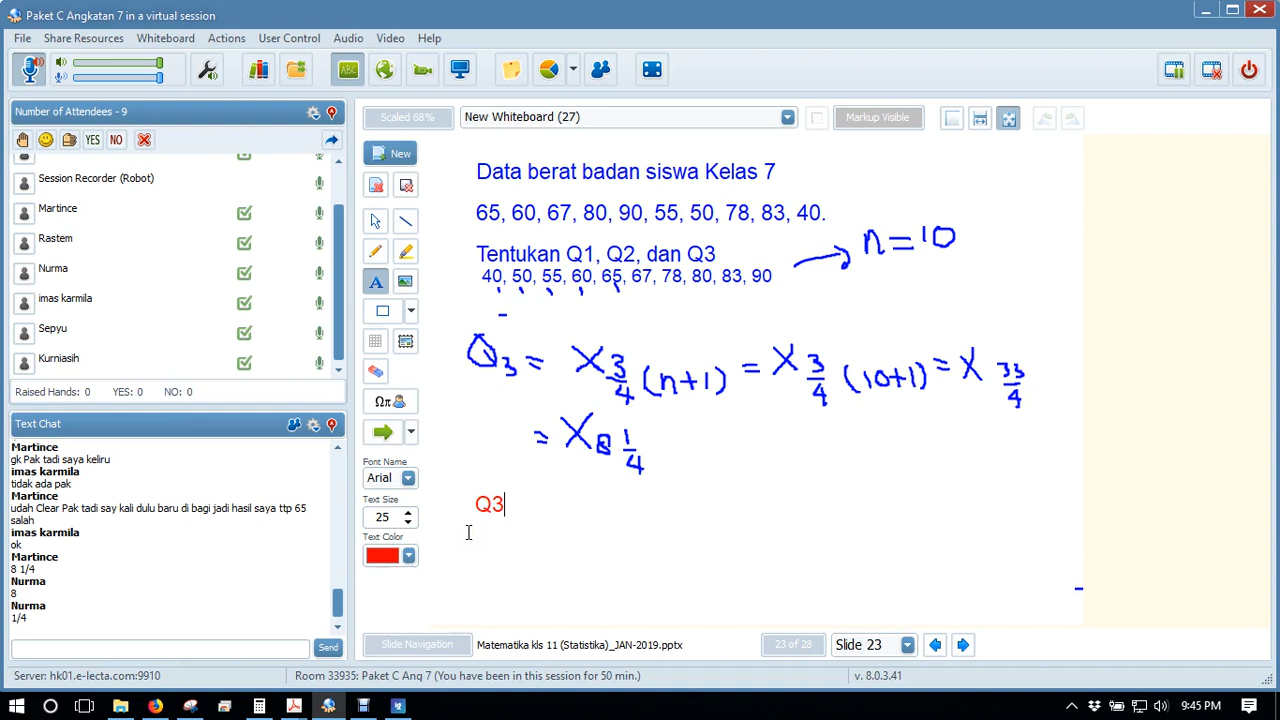 Paket C Angkatan 7 in a virtual session
File Share Resources Whiteboard Actions User Control Audio Video Help
ABC
Number of Attendees - 9
YES NO
Session Recorder (Robot)
Martince
Rastem
Nurma
imas karmila
Sepyu
Kurniasih
Raised Hands: 0 YES: 0 NO: 0
Text Chat
Martince
gk Pak tadi saya keliru
imas karmila
tidak ada pak
Martince
udah Clear Pak tadi say kali dulu baru di bagi jadi hasil saya ttp 65
salah
imas karmila
ok
Martince
8 1/4
Nurma
8
Nurma
1/4
Send
Scaled 68%
New Whiteboard (27)
Markup Visible
New
A
Ωπ
Font Name
Arial
Text Size
25
Text Color
Data berat badan siswa Kelas 7
65, 60, 67, 80, 90, 55, 50, 78, 83, 40.
Tentukan Q1, Q2, dan Q3
40, 50, 55, 60, 65, 67, 78, 80, 83, 90
n=10
Q3 = X 3/4 (n+1) = X 3/4 (10+1) = X 33/4
= X 8 1/4
Q3
Slide Navigation
Matematika kls 11 (Statistika)_JAN-2019.pptx
23 of 28
Slide 23
Server: hk01.e-lecta.com:9910
Room 33935: Paket C Ang 7 (You have been in this session for 50 min.)
v. 8.0.3.41
9:45 PM